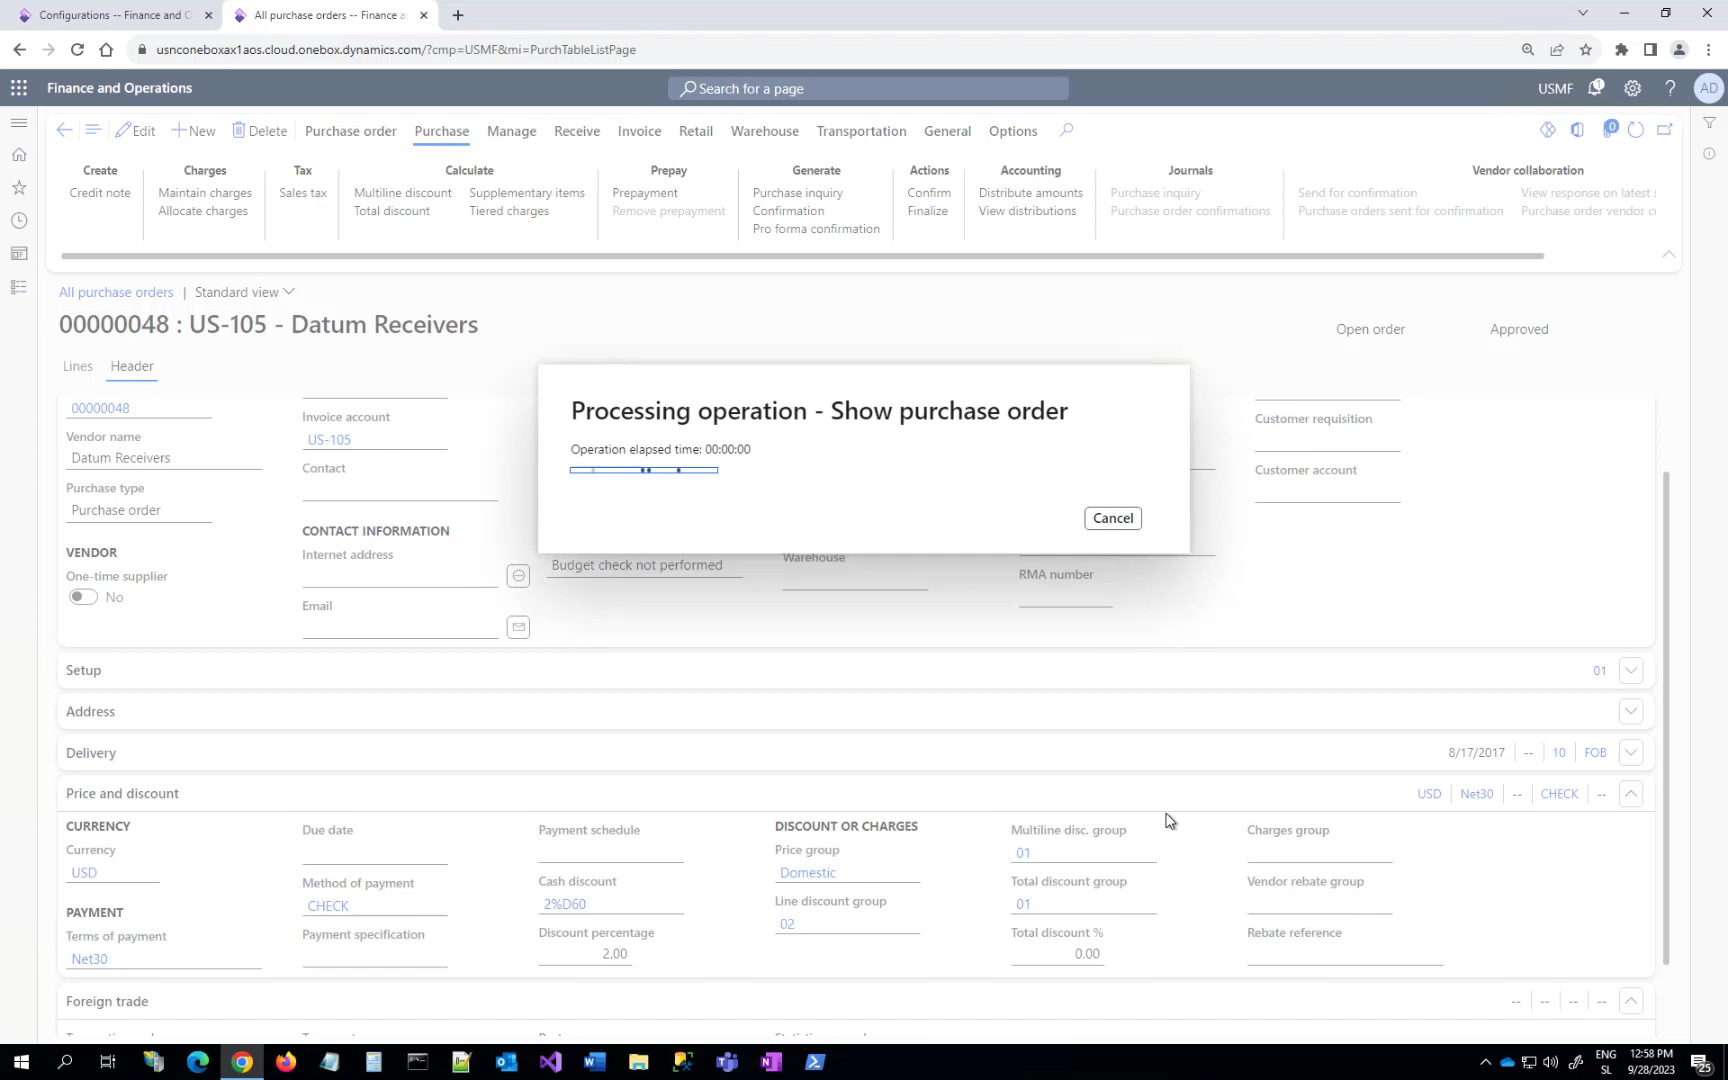 Configurations -- Finance and O
All purchase orders -- Finance a
usnconeboxax1aos.cloud.onebox.dynamics.com/?cmp=USMF&mi=PurchTableListPage
Finance and Operations
Search for a page
USMF
1
AD
Edit
New
Delete
Purchase order
Purchase
Manage
Receive
Invoice
Retail
Warehouse
Transportation
General
Options
0
Create
Charges
Tax
Calculate
Prepay
Generate
Actions
Accounting
Journals
Vendor collaboration
Credit note
Maintain charges
Sales tax
Multiline discount
Supplementary items
Prepayment
Purchase inquiry
Confirm
Distribute amounts
Purchase inquiry
Send for confirmation
View response on latest s
Allocate charges
Total discount
Tiered charges
Remove prepayment
Confirmation
Finalize
View distributions
Purchase order confirmations
Purchase orders sent for confirmation
Purchase order vendor co
Pro forma confirmation
All purchase orders | Standard view
00000048 : US-105 - Datum Receivers
Open order
Approved
Lines
Header
Processing operation - Show purchase order
Operation elapsed time: 00:00:00
Cancel
00000048
Vendor name
Datum Receivers
Purchase type
Purchase order
VENDOR
One-time supplier
No
Invoice account
US-105
Contact
CONTACT INFORMATION
Internet address
Email
Budget check not performed
Warehouse
RMA number
Customer requisition
Customer account
Setup
01
Address
Delivery
8/17/2017
--
10
FOB
Price and discount
USD
Net30
--
CHECK
--
CURRENCY
Currency
USD
PAYMENT
Terms of payment
Net30
Due date
Method of payment
CHECK
Payment specification
Payment schedule
Cash discount
2%D60
Discount percentage
2.00
DISCOUNT OR CHARGES
Price group
Domestic
Line discount group
02
Multiline disc. group
01
Total discount group
01
Total discount %
0.00
Charges group
Vendor rebate group
Rebate reference
Foreign trade
--
--
--
--
ENG
SL
12:58 PM
9/28/2023
25